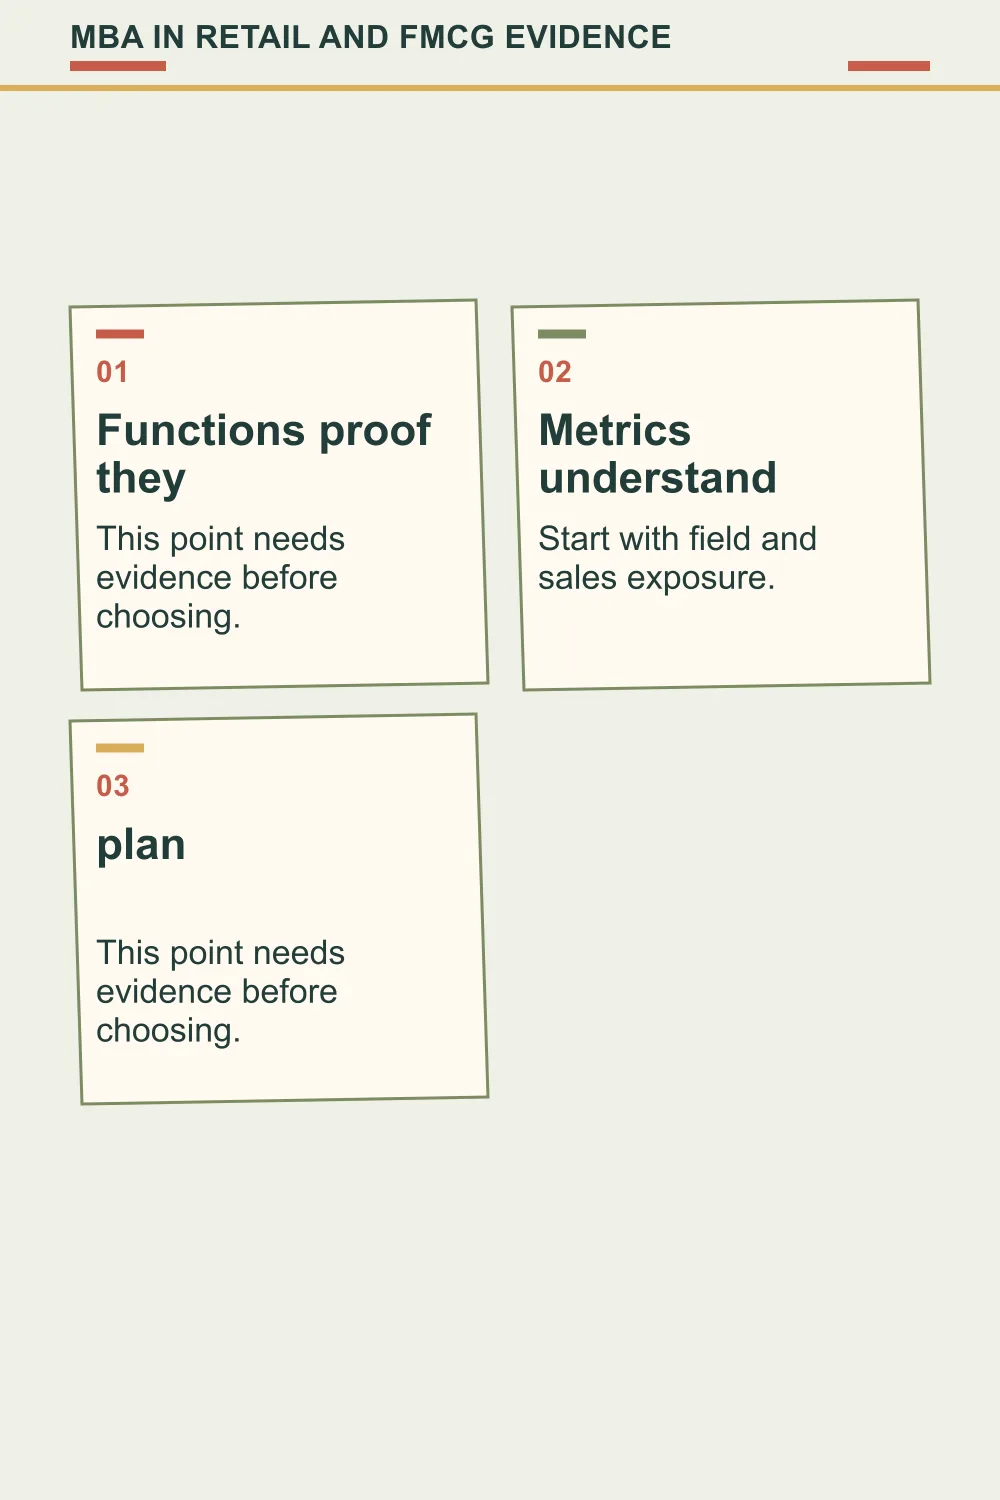 MBA IN RETAIL AND FMCG EVIDENCE
01
Functions proof
they
This point needs
evidence before
choosing.
02
Metrics
understand
Start with field and
sales exposure.
03
plan
This point needs
evidence before
choosing.